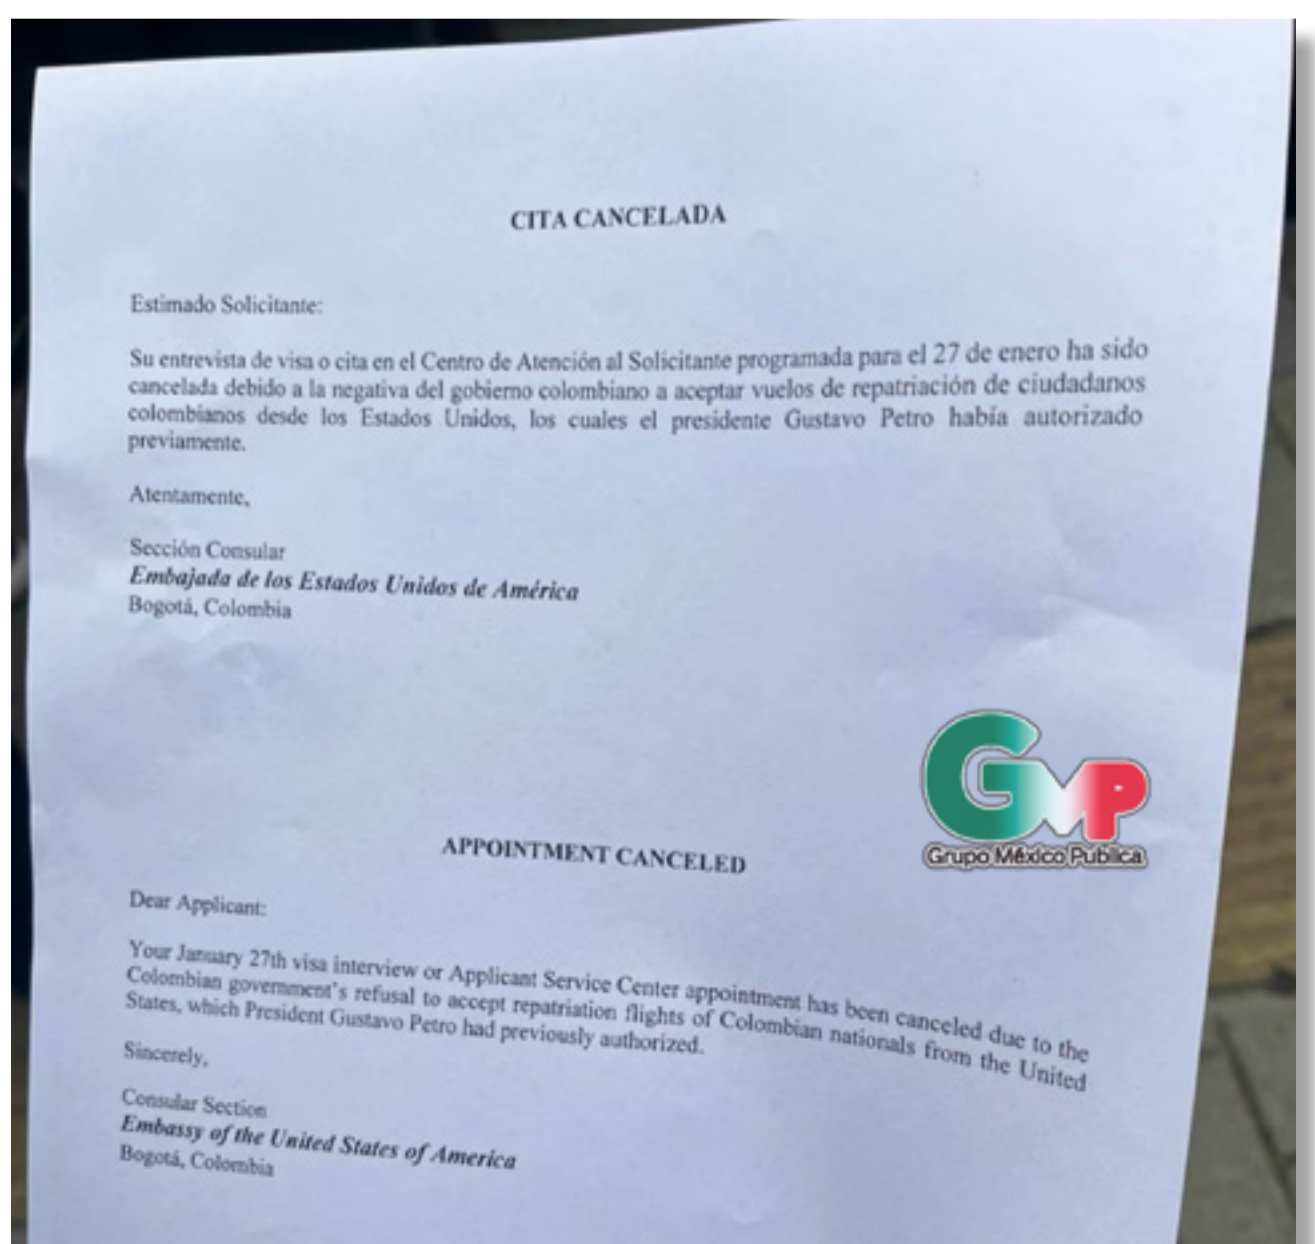 CITA CANCELADA
Estimado Solicitante:
Su entrevista de visa o cita en el Centro de Atención al Solicitante programada para el 27 de enero ha sido
cancelada debido a la negativa del gobierno colombiano a aceptar vuelos de repatriación de ciudadanos
colombianos desde los Estados Unidos, los cuales el presidente Gustavo Petro había autorizado
previamente.
Atentamente,
Sección Consular
Embajada de los Estados Unidos de América
Bogotá, Colombia
GMP
Grupo México Publica
APPOINTMENT CANCELED
Dear Applicant:
Your January 27th visa interview or Applicant Service Center appointment has been canceled due to the
Colombian government's refusal to accept repatriation flights of Colombian nationals from the United
States, which President Gustavo Petro had previously authorized.
Sincerely,
Consular Section
Embassy of the United States of America
Bogotá, Colombia